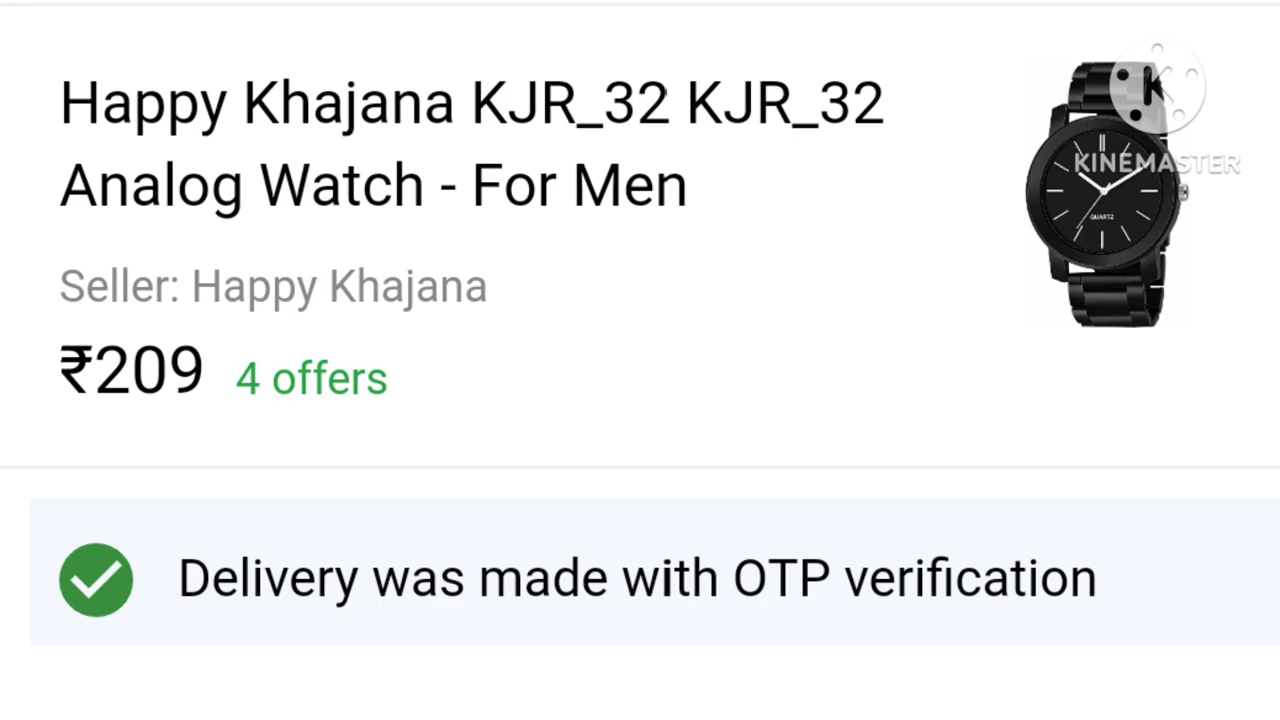 Happy Khajana KJR_32 KJR_32
Analog Watch - For Men
Seller: Happy Khajana
₹209 4 offers
Delivery was made with OTP verification
K
KINEMASTER
QUARTZ